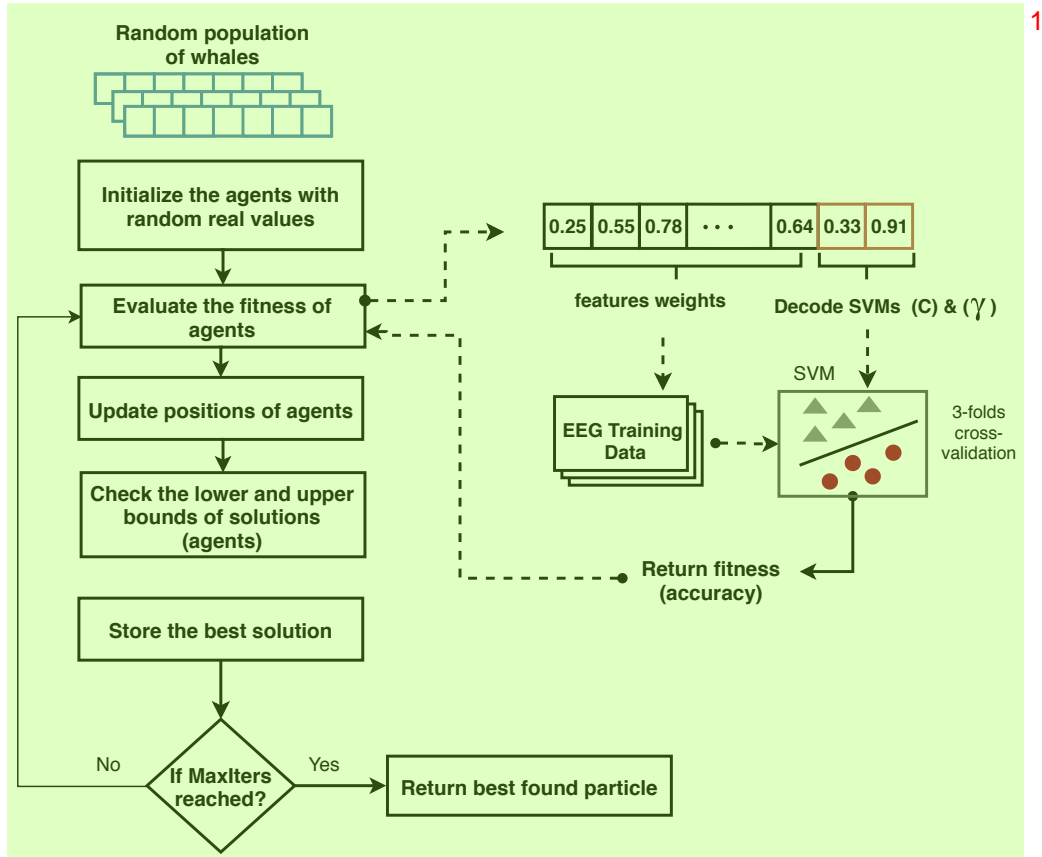 1
Random population
of whales
Initialize the agents with
random real values
Evaluate the fitness of
agents
Update positions of agents
Check the lower and upper
bounds of solutions
(agents)
Store the best solution
If MaxIters
reached?
No
Yes
Return best found particle
0.25 0.55 0.78 ... 0.64 0.33 0.91
features weights
Decode SVMs (C) & (γ)
SVM
EEG Training
Data
3-folds
cross-
validation
Return fitness
(accuracy)